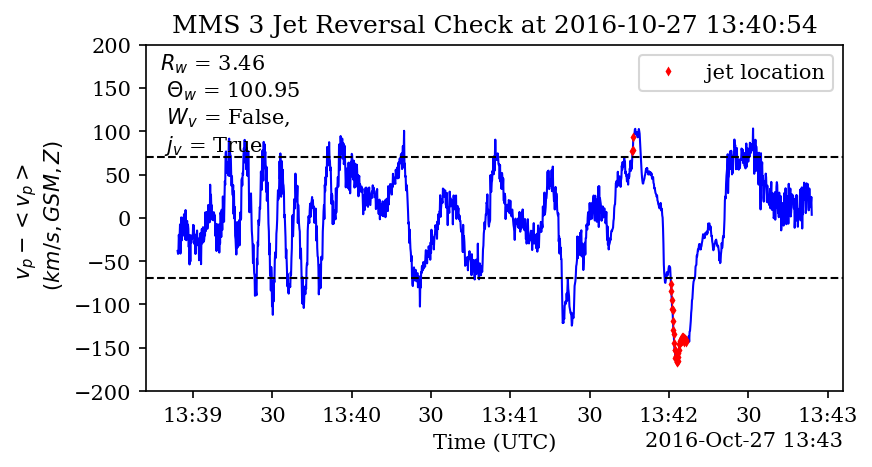 MMS 3 Jet Reversal Check at 2016-10-27 13:40:54
R_w = 3.46
Θ_w = 100.95
W_v = False,
j_v = True
jet location
v_p − < v_p >
(km/s, GSM, Z)
200
150
100
50
0
−50
−100
−150
−200
13:39 30 13:40 30 13:41 30 13:42 30 13:43
Time (UTC)
2016-Oct-27 13:43